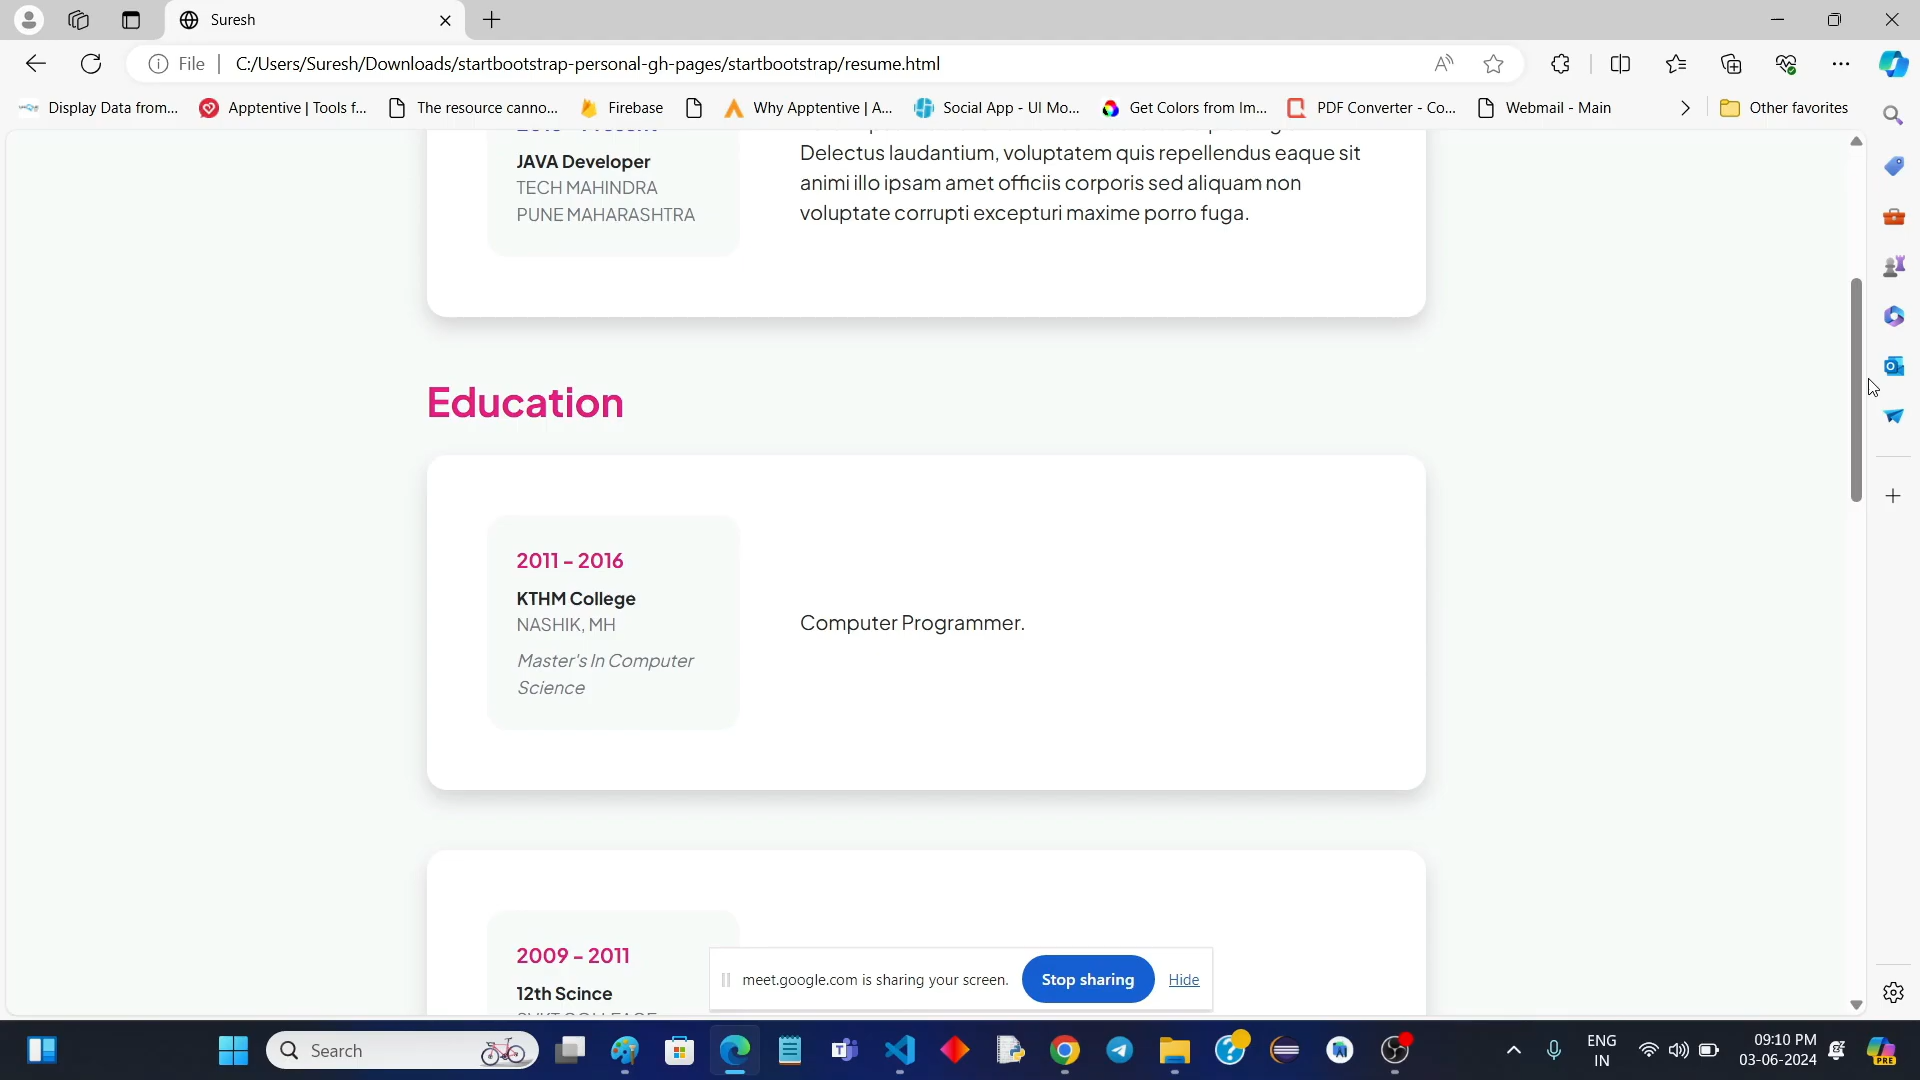 Suresh
File
C:/Users/Suresh/Downloads/startbootstrap-personal-gh-pages/startbootstrap/resume.html
Display Data from...
Apptentive | Tools f...
The resource canno...
Firebase
Why Apptentive | A...
Social App - UI Mo...
Get Colors from Im...
PDF Converter - Co...
Webmail - Main
Other favorites
JAVA Developer
TECH MAHINDRA
PUNE MAHARASHTRA
Delectus laudantium, voluptatem quis repellendus eaque sit
animi illo ipsam amet officiis corporis sed aliquam non
voluptate corrupti excepturi maxime porro fuga.
Education
2011 - 2016
KTHM College
NASHIK, MH
Master's In Computer
Science
Computer Programmer.
2009 - 2011
12th Scince
meet.google.com is sharing your screen.
Stop sharing
Hide
Search
ENG
IN
09:10 PM
03-06-2024
PRE